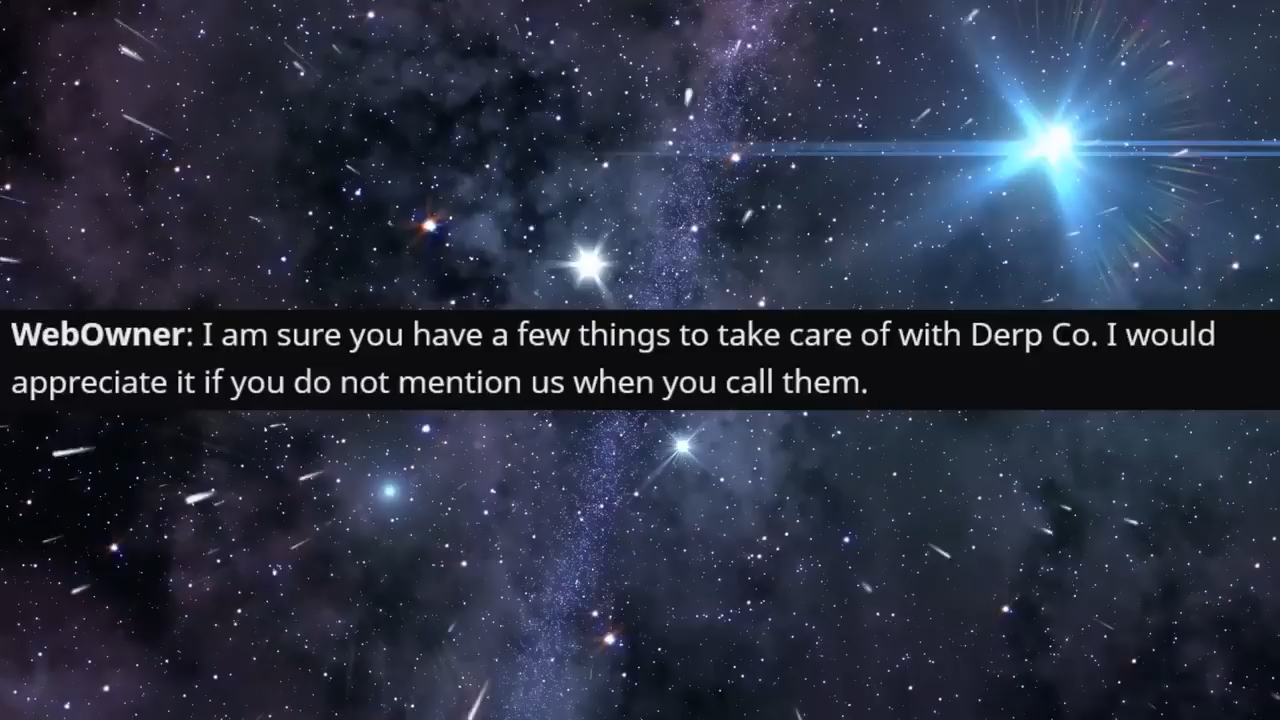 WebOwner: I am sure you have a few things to take care of with Derp Co. I would
appreciate it if you do not mention us when you call them.